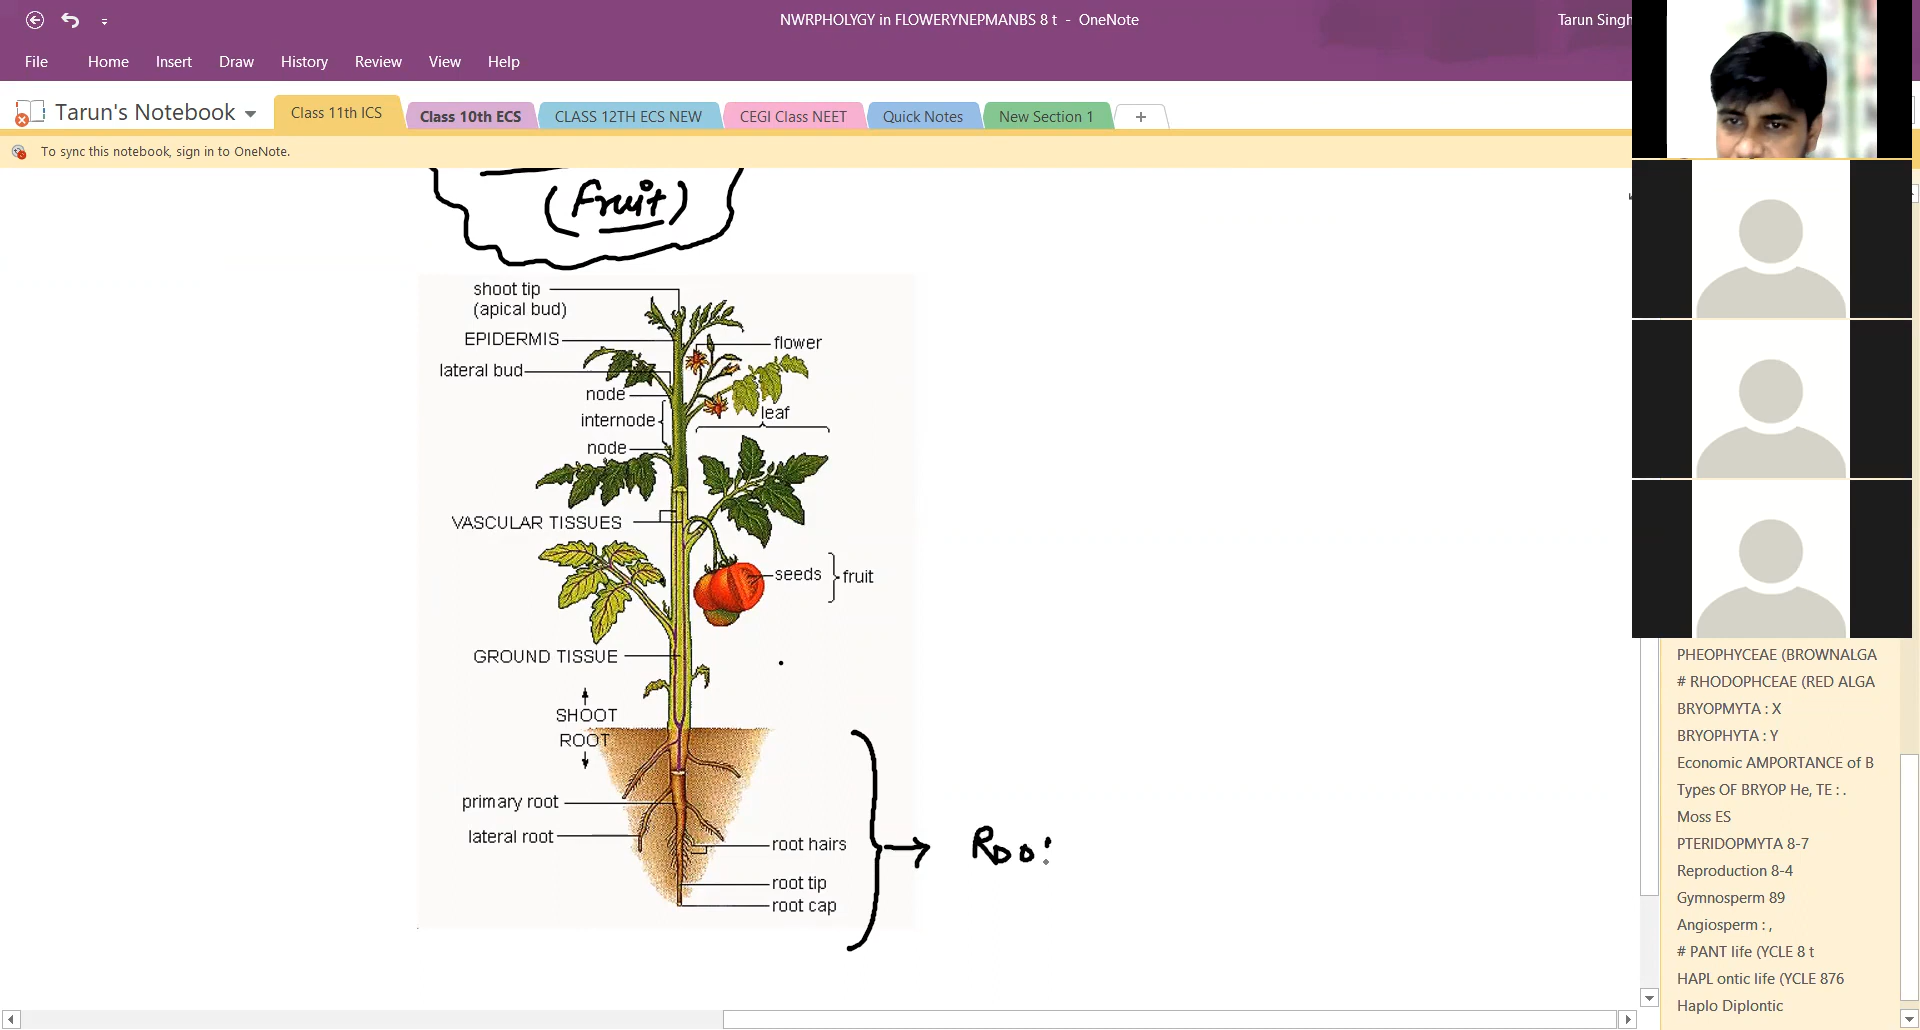 NWRPHOLYGY in FLOWERYNEPMANBS 8 t - OneNote
Tarun Singh
File Home Insert Draw History Review View Help
Tarun's Notebook
Class 11th ICS
Class 10th ECS
CLASS 12TH ECS NEW
CEGI Class NEET
Quick Notes
New Section 1
+
To sync this notebook, sign in to OneNote.
(Fruit)
shoot tip
(apical bud)
EPIDERMIS
flower
lateral bud
node
leaf
internode
node
VASCULAR TISSUES
seeds
fruit
GROUND TISSUE
SHOOT
ROOT
primary root
lateral root
root hairs
root tip
root cap
PHEOPHYCEAE (BROWNALGA
# RHODOPHCEAE (RED ALGA
BRYOPMYTA : X
BRYOPHYTA : Y
Economic AMPORTANCE of B
Types OF BRYOP He, TE : .
Moss ES
PTERIDOPMYTA 8-7
Reproduction 8-4
Gymnosperm 89
Angiosperm : ,
# PANT life (YCLE 8 t
HAPL ontic life (YCLE 876
Haplo Diplontic